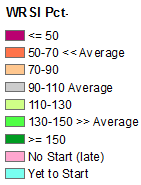 WRSI Pct.
<= 50
50-70 << Average
70-90
90-110 Average
110-130
130-150 >> Average
>= 150
No Start (late)
Yet to Start